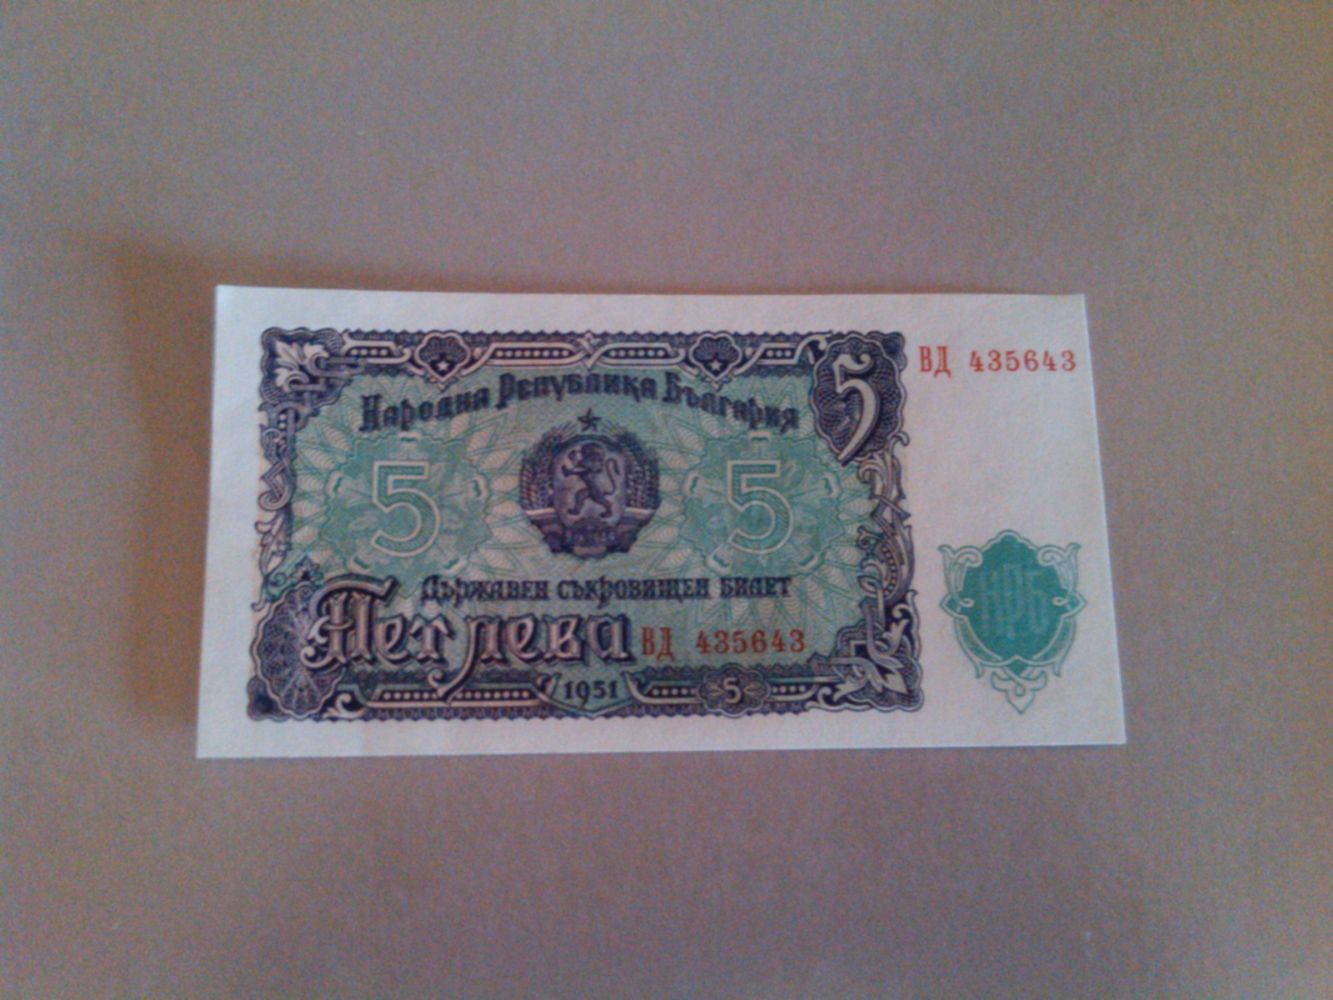 5
ВД 435643
Народна Република България
5 5
Държавен съкровищен билет
Пет лева
ВД 435643
1951
5